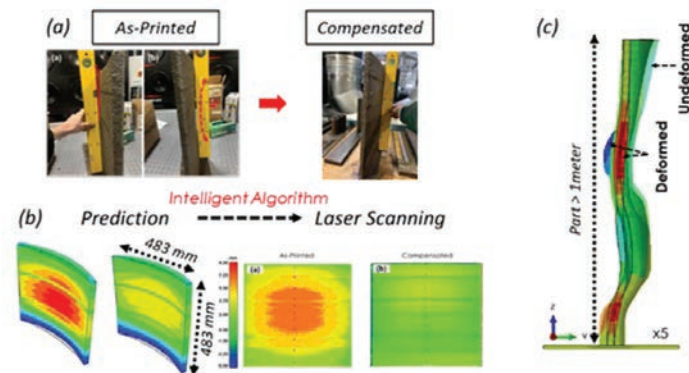 (a)
As-Printed
Compensated
(a)
(b)
(c)
Undeformed
Deformed
Part > 1meter
z
x5
Intelligent Algorithm
(b)
Prediction
Laser Scanning
483 mm
483 mm
As-Printed
Compensated
(a)
(b)